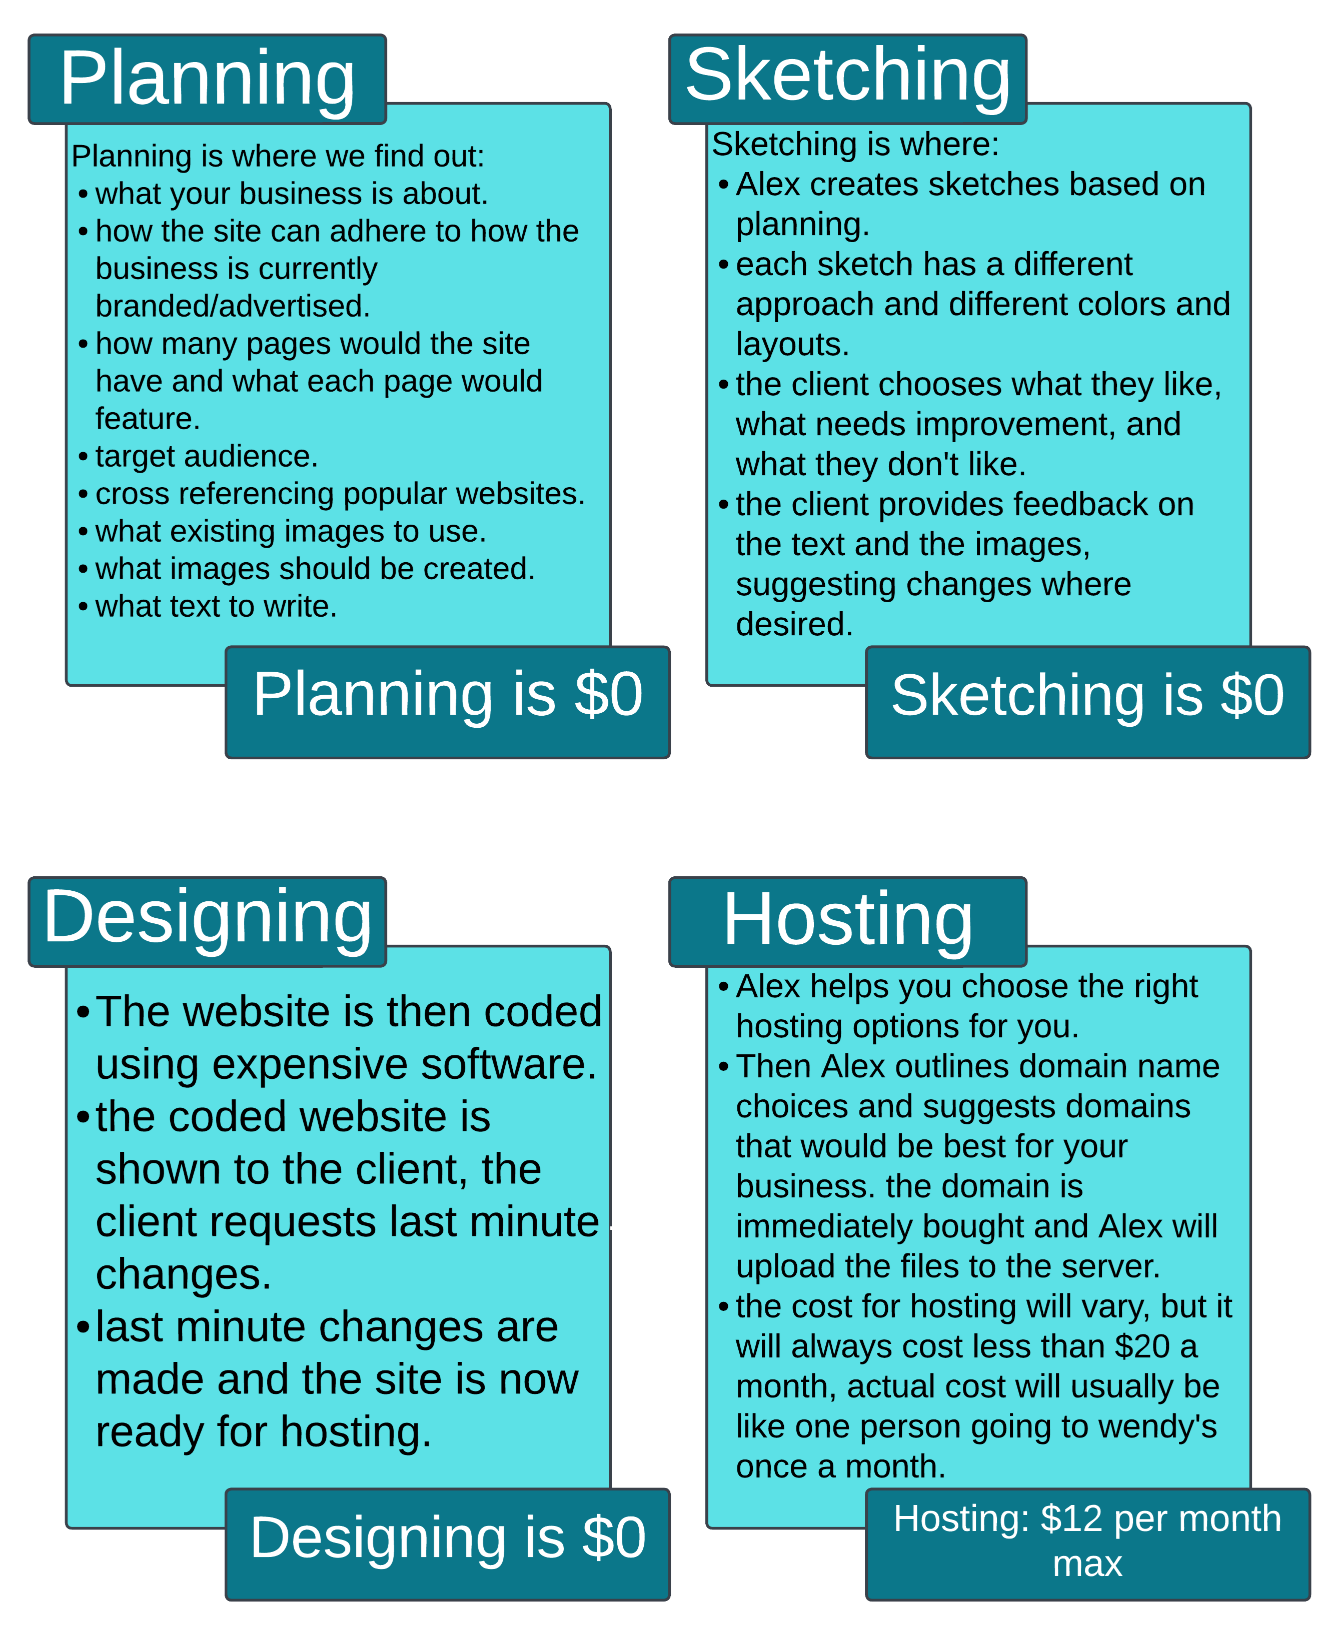 Planning
Planning is where we find out:
• what your business is about.
• how the site can adhere to how the
business is currently
branded/advertised.
• how many pages would the site
have and what each page would
feature.
• target audience.
• cross referencing popular websites.
• what existing images to use.
• what images should be created.
• what text to write.
Planning is $0
Sketching
Sketching is where:
• Alex creates sketches based on
planning.
• each sketch has a different
approach and different colors and
layouts.
• the client chooses what they like,
what needs improvement, and
what they don't like.
• the client provides feedback on
the text and the images,
suggesting changes where
desired.
Sketching is $0
Designing
• The website is then coded
using expensive software.
• the coded website is
shown to the client, the
client requests last minute
changes.
• last minute changes are
made and the site is now
ready for hosting.
Designing is $0
Hosting
• Alex helps you choose the right
hosting options for you.
• Then Alex outlines domain name
choices and suggests domains
that would be best for your
business. the domain is
immediately bought and Alex will
upload the files to the server.
• the cost for hosting will vary, but it
will always cost less than $20 a
month, actual cost will usually be
like one person going to wendy's
once a month.
Hosting: $12 per month
max